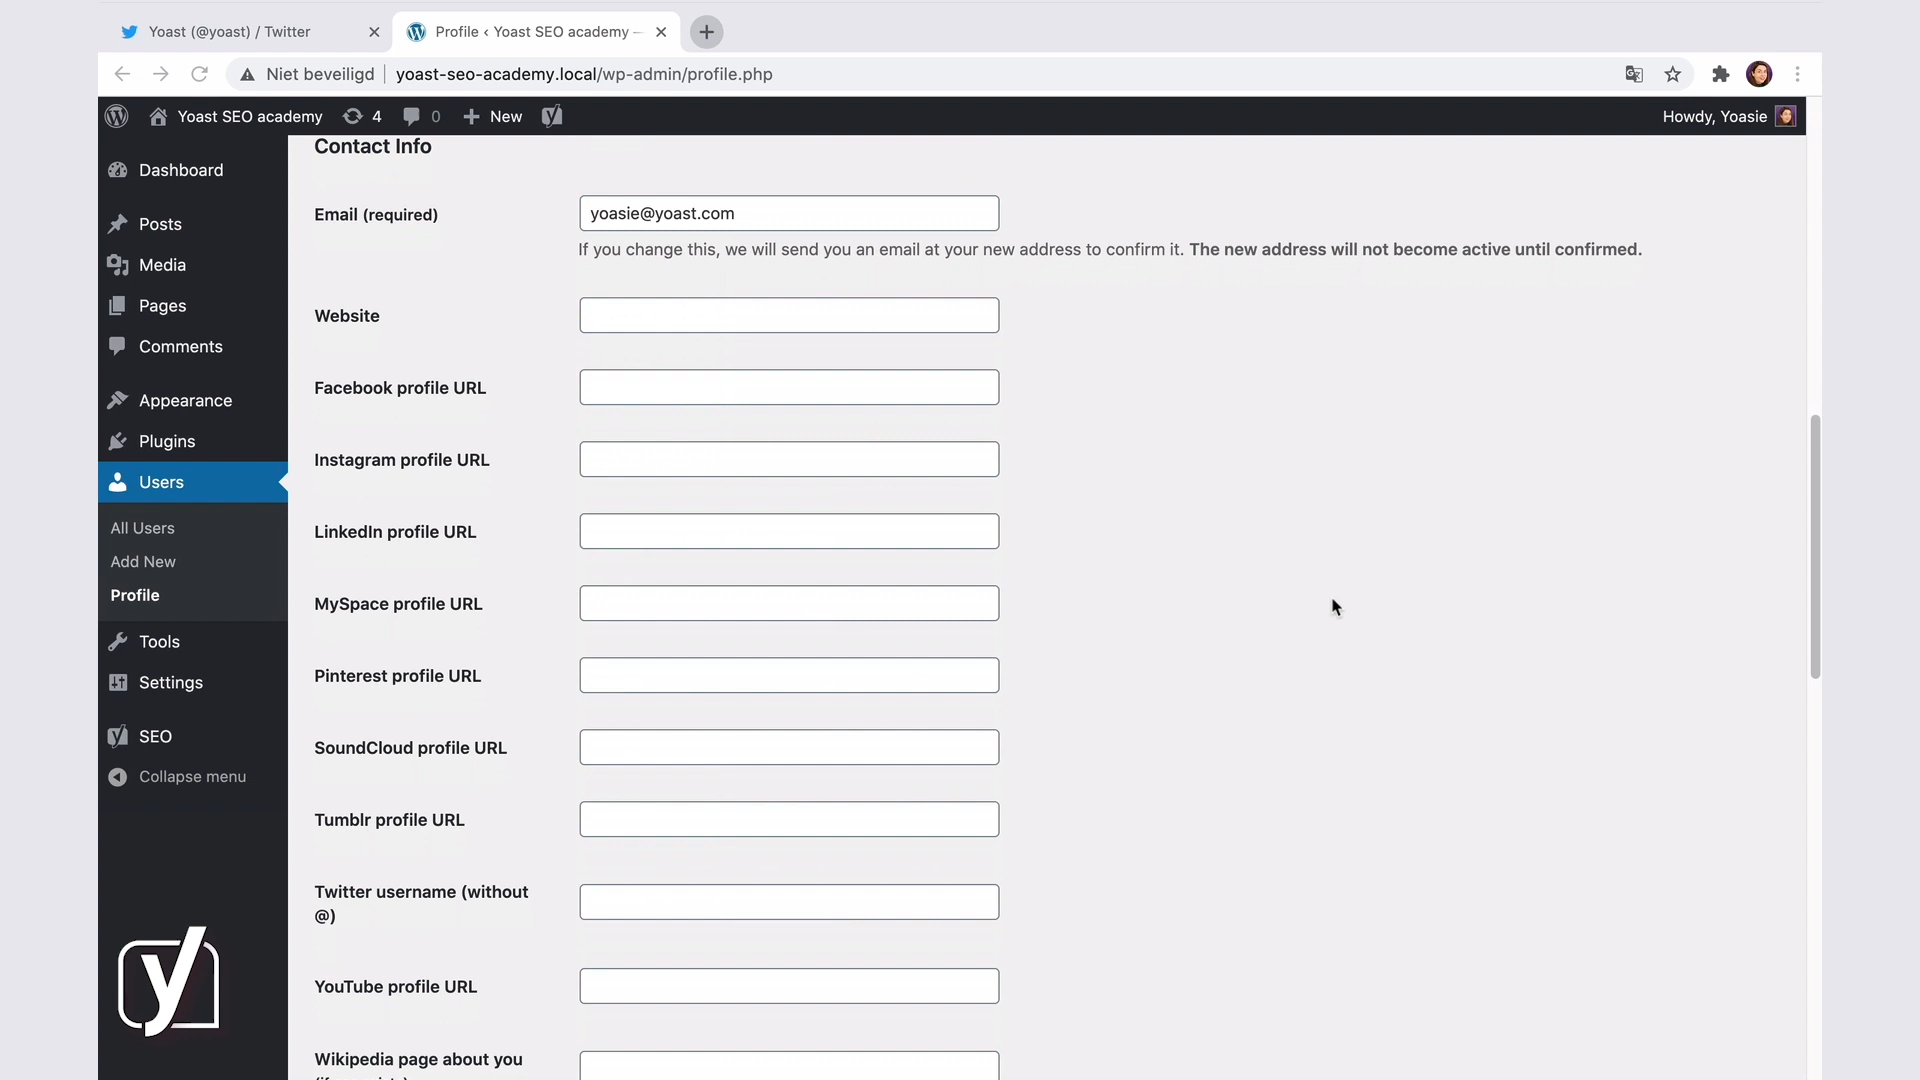 Yoast (@yoast) / Twitter
Profile ‹ Yoast SEO academy —
Niet beveiligd
yoast-seo-academy.local/wp-admin/profile.php
Yoast SEO academy
4
0
New
Howdy, Yoasie
Dashboard
Posts
Media
Pages
Comments
Appearance
Plugins
Users
All Users
Add New
Profile
Tools
Settings
SEO
Collapse menu
Contact Info
Email (required)
yoasie@yoast.com
If you change this, we will send you an email at your new address to confirm it. The new address will not become active until confirmed.
Website
Facebook profile URL
Instagram profile URL
LinkedIn profile URL
MySpace profile URL
Pinterest profile URL
SoundCloud profile URL
Tumblr profile URL
Twitter username (without
@)
YouTube profile URL
Wikipedia page about you